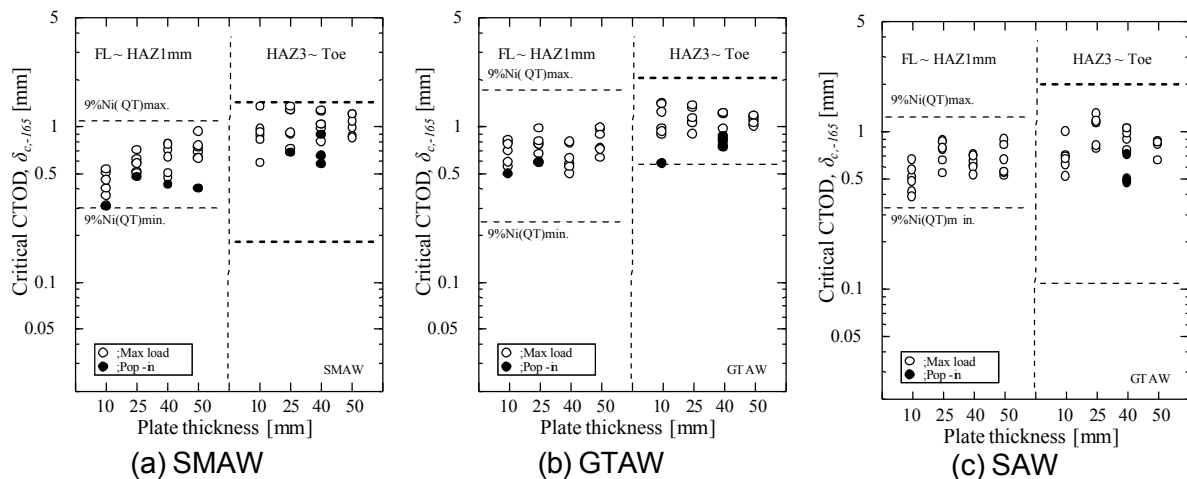 Critical CTOD, δc,-165 [mm]
5
1
0.5
0.1
0.05
FL~ HAZ1mm
HAZ3~ Toe
9%Ni( QT)max.
9%Ni(QT)min.
;Max load
;Pop-in
SMAW
10 25 40 50 10 25 40 50
Plate thickness [mm]
(a) SMAW
Critical CTOD, δc,-165 [mm]
5
1
0.5
0.1
0.05
FL~ HAZ1mm
HAZ3~ Toe
9%Ni( QT)max.
9%Ni(QT)min.
;Max load
;Pop-in
GTAW
10 25 40 50 10 25 40 50
Plate thickness [mm]
(b) GTAW
Critical CTOD, δc,-165 [mm]
5
1
0.5
0.1
0.05
FL~ HAZ1mm
HAZ3~ Toe
9%Ni(QT)max.
9%Ni(QT)m in.
;Max load
;Pop-in
GTAW
10 25 40 50 10 25 40 50
Plate thickness [mm]
(c) SAW